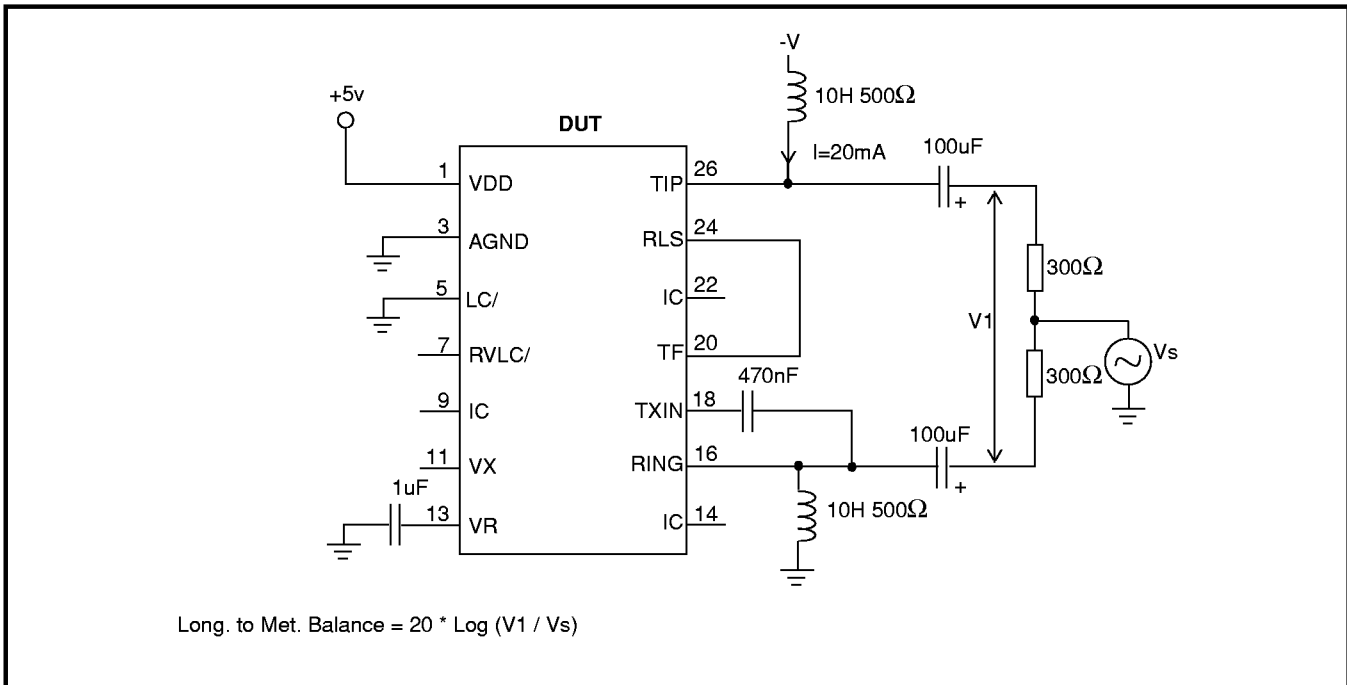 -V
10H 500Ω
+5v
DUT
I=20mA
100uF
1 VDD
TIP 26
+
3 AGND
RLS 24
300Ω
5 LC/
IC 22
V1
7 RVLC/
TF 20
Vs
470nF
300Ω
9 IC
TXIN 18
100uF
11 VX
RING 16
+
1uF
10H 500Ω
13 VR
IC 14
Long. to Met. Balance = 20 * Log (V1 / Vs)